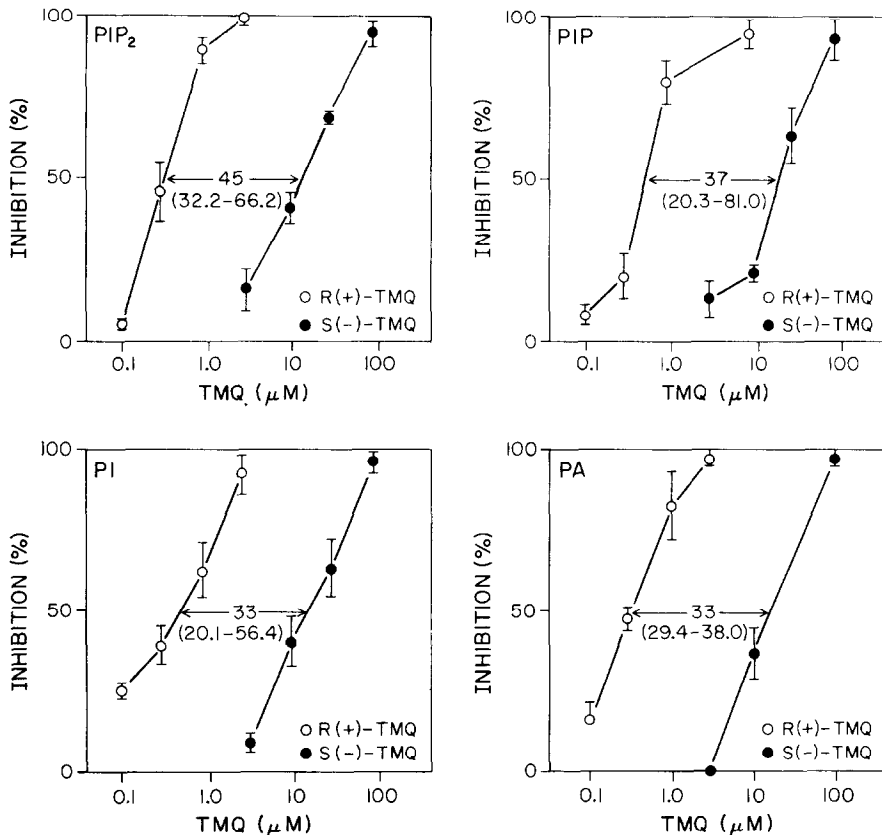 PIP₂
INHIBITION (%)
100
50
0
45
(32.2-66.2)
R(+)-TMQ
S(-)-TMQ
0.1 1.0 10 100
TMQ (μM)
PIP
INHIBITION (%)
100
50
0
37
(20.3-81.0)
R(+)-TMQ
S(-)-TMQ
0.1 1.0 10 100
TMQ (μM)
PI
INHIBITION (%)
100
50
0
33
(20.1-56.4)
R(+)-TMQ
S(-)-TMQ
0.1 1.0 10 100
TMQ (μM)
PA
INHIBITION (%)
100
50
0
33
(29.4-38.0)
R(+)-TMQ
S(-)-TMQ
0.1 1.0 10 100
TMQ (μM)